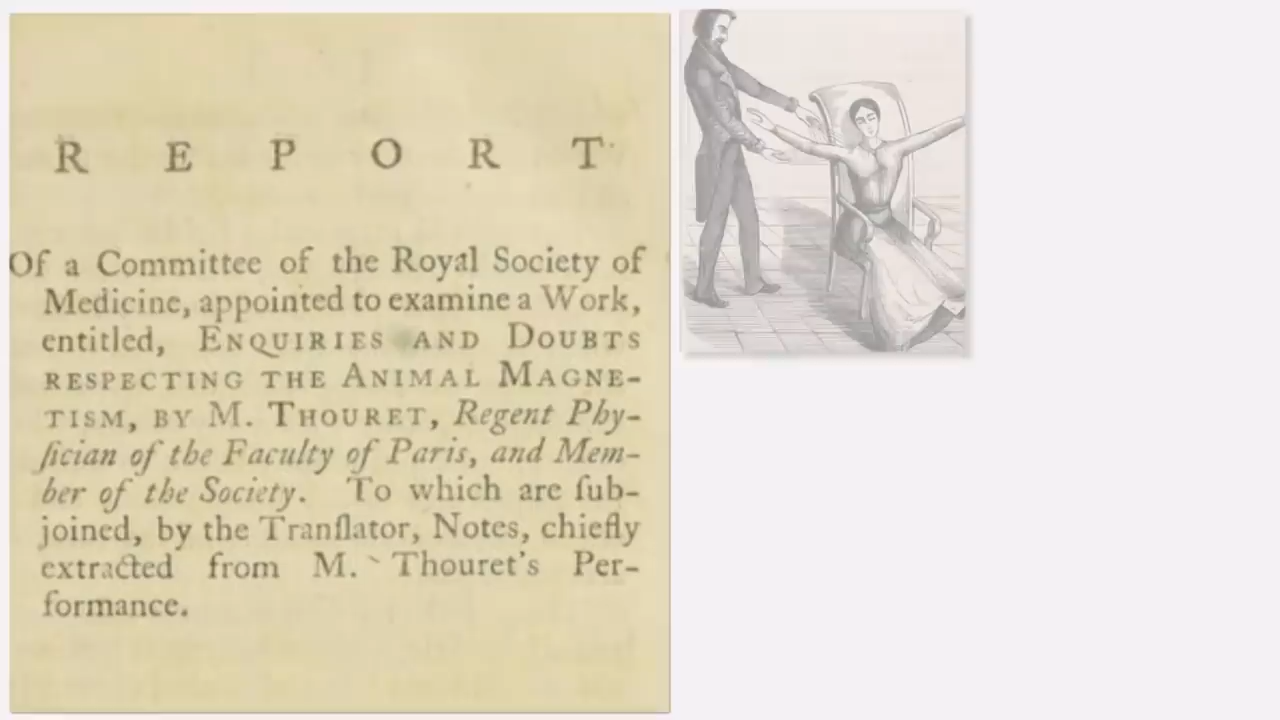 REPORT
Of a Committee of the Royal Society of
Medicine, appointed to examine a Work,
entitled, ENQUIRIES AND DOUBTS
RESPECTING THE ANIMAL MAGNE-
TISM, BY M. THOURET, Regent Phy-
ſician of the Faculty of Paris, and Mem-
ber of the Society. To which are ſub-
joined, by the Tranſlator, Notes, chiefly
extracted from M. Thouret's Per-
formance.